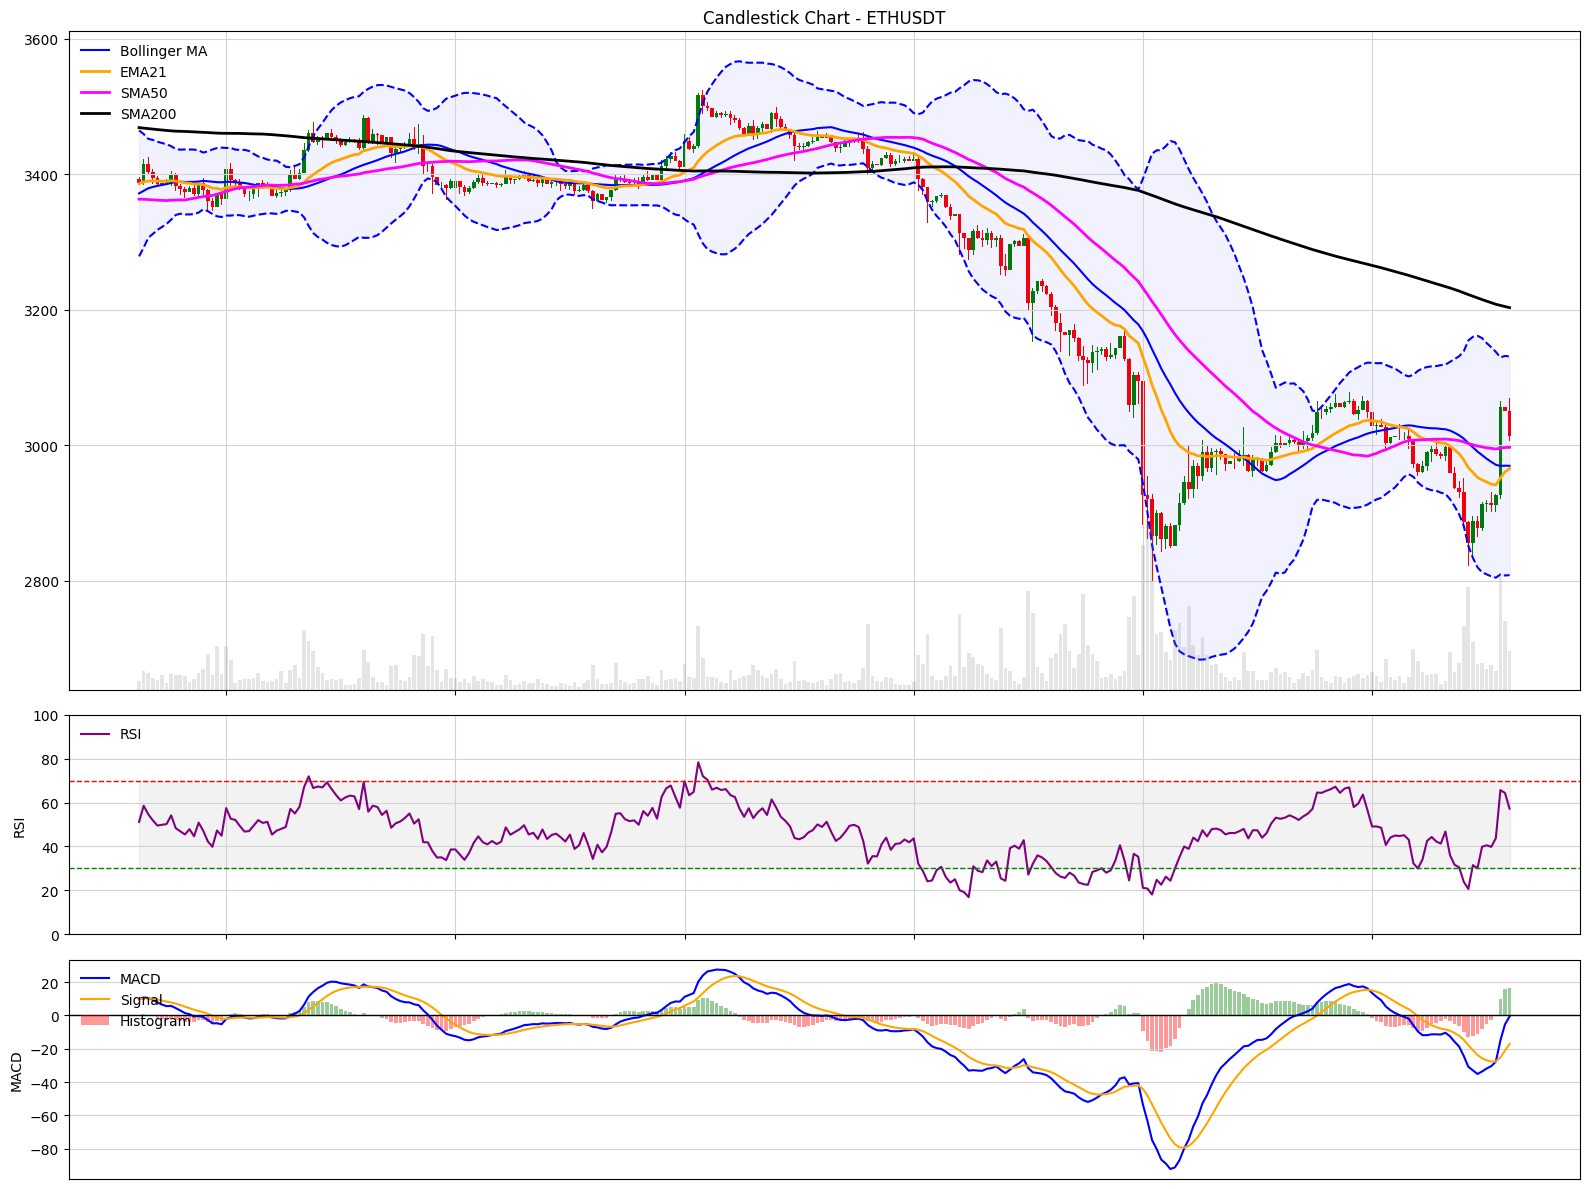 Candlestick Chart - ETHUSDT
Bollinger MA
EMA21
SMA50
SMA200
3600
3400
3200
3000
2800
RSI
RSI
100
80
60
40
20
0
MACD
Signal
Histogram
MACD
20
0
−20
−40
−60
−80